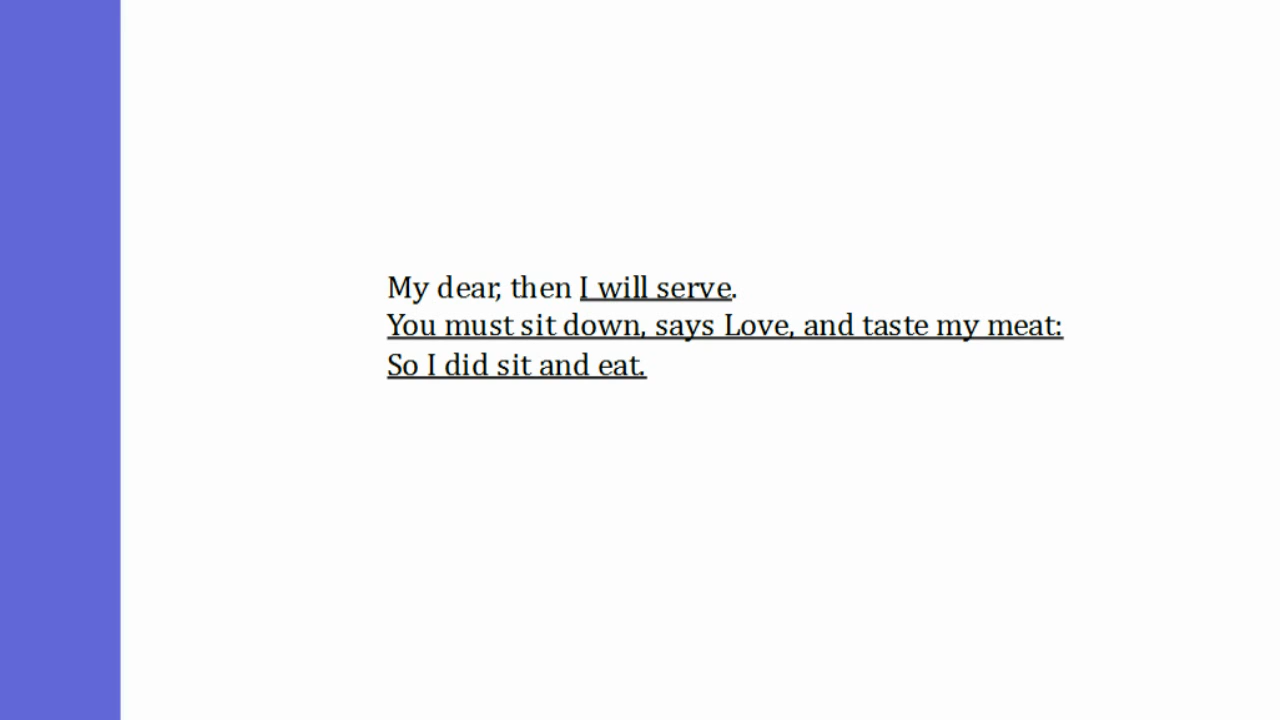 My dear, then I will serve.
You must sit down, says Love, and taste my meat:
So I did sit and eat.